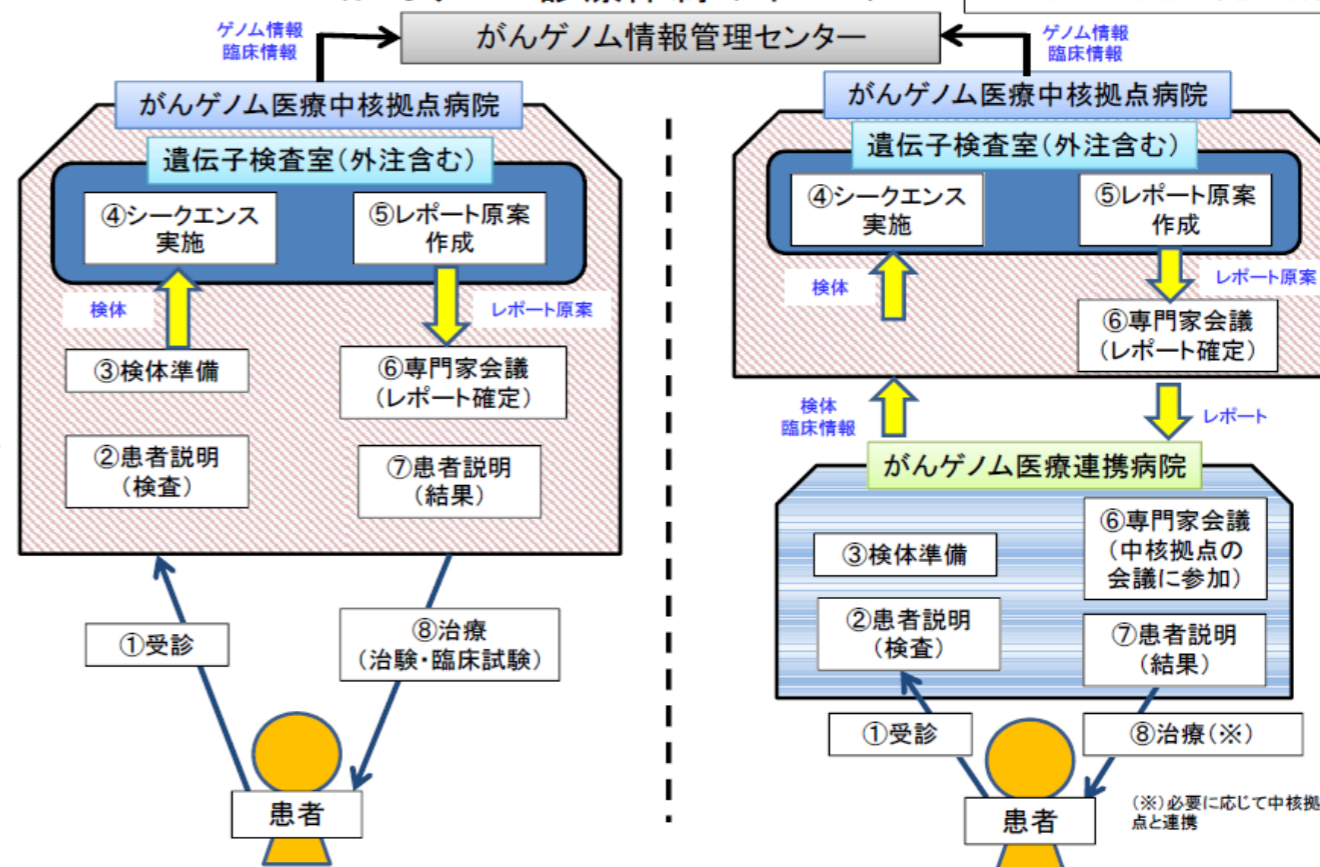 がんゲノム情報管理センター
ゲノム情報
臨床情報
がんゲノム医療中核拠点病院
遺伝子検査室(外注含む)
④シークエンス
実施
⑤レポート原案
作成
検体
レポート原案
③検体準備
⑥専門家会議
(レポート確定)
②患者説明
(検査)
⑦患者説明
(結果)
①受診
⑧治療
(治験・臨床試験)
患者
ゲノム情報
臨床情報
がんゲノム医療中核拠点病院
遺伝子検査室(外注含む)
④シークエンス
実施
⑤レポート原案
作成
検体
レポート原案
⑥専門家会議
(レポート確定)
検体
臨床情報
レポート
がんゲノム医療連携病院
③検体準備
⑥専門家会議
(中核拠点の
会議に参加)
②患者説明
(検査)
⑦患者説明
(結果)
①受診
⑧治療(※)
患者
(※)必要に応じて中核拠
点と連携